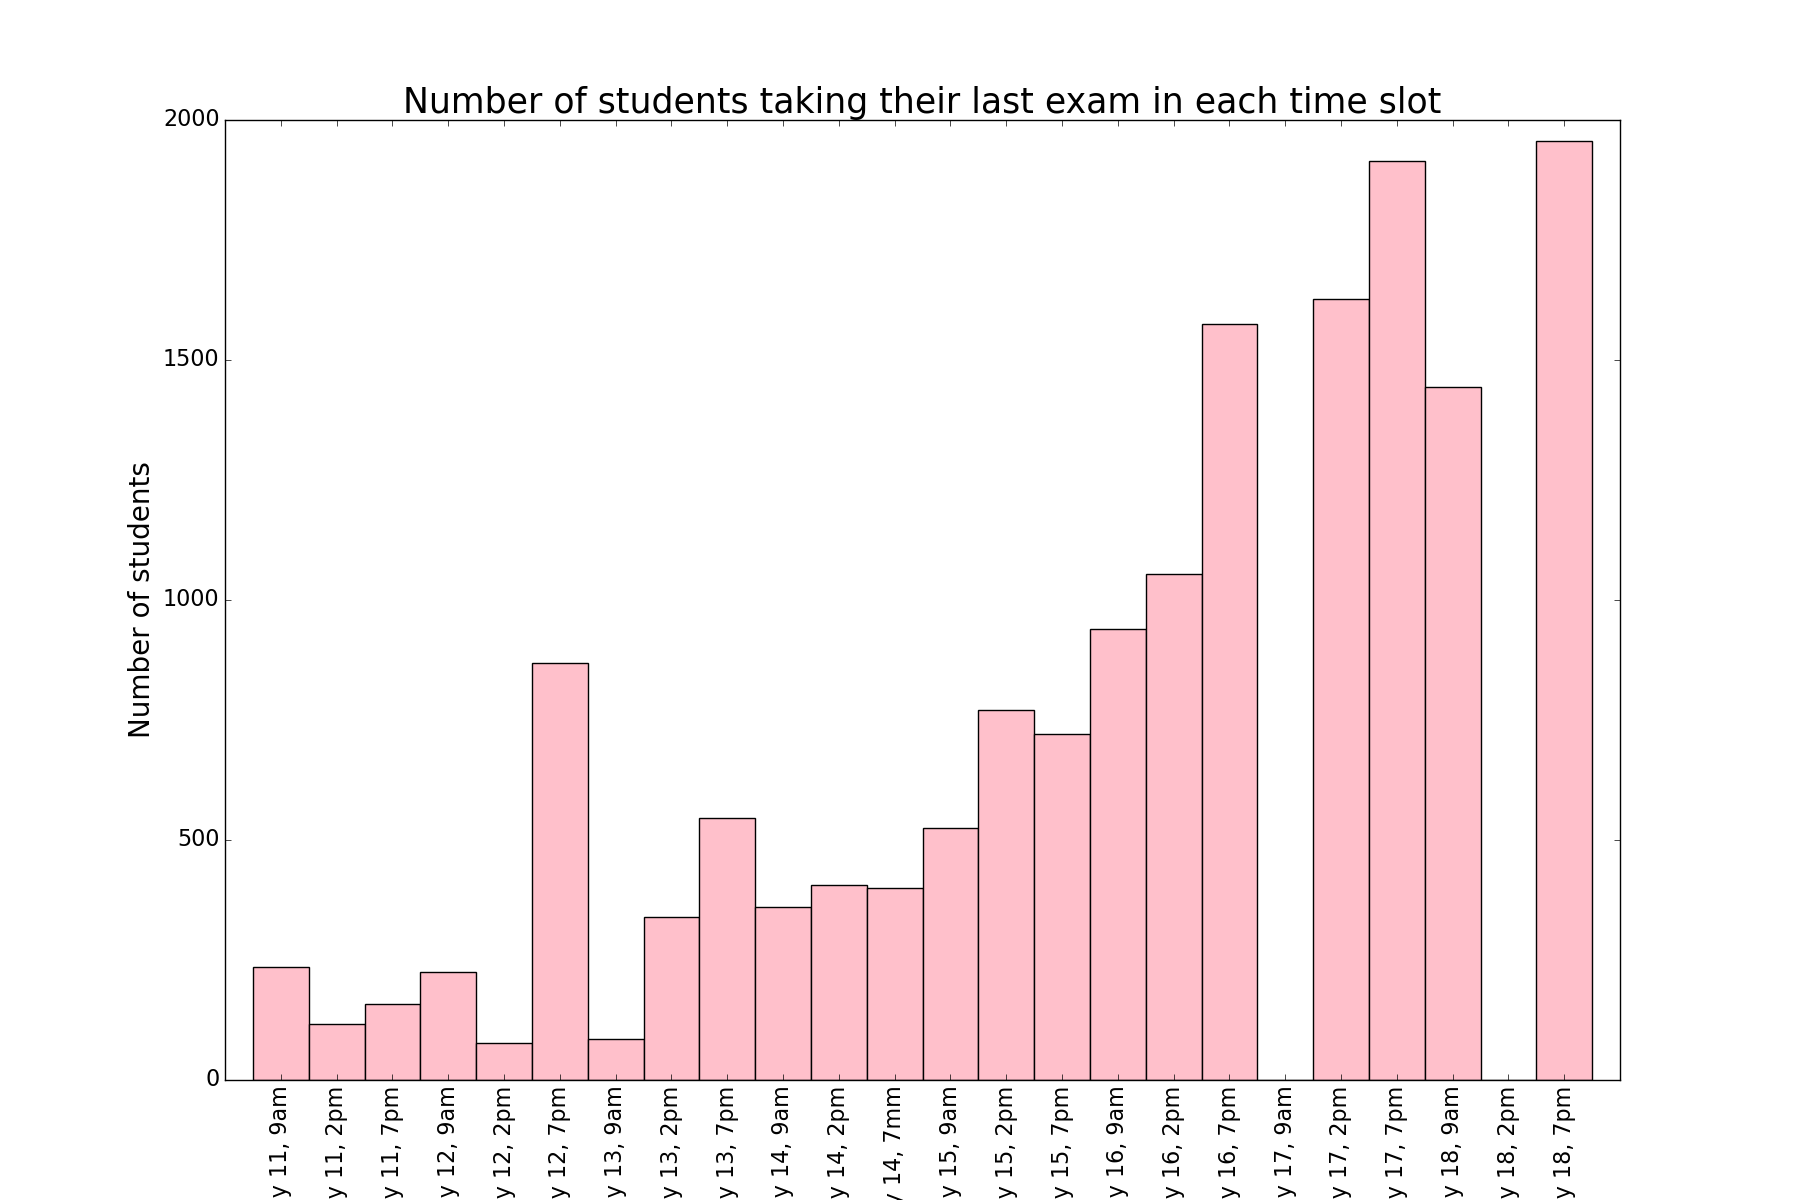 Number of students taking their last exam in each time slot
Number of students
2000
1500
1000
500
0
y 11, 9am
y 11, 2pm
y 11, 7pm
y 12, 9am
y 12, 2pm
y 12, 7pm
y 13, 9am
y 13, 2pm
y 13, 7pm
y 14, 9am
y 14, 2pm
y 14, 7mm
y 15, 9am
y 15, 2pm
y 15, 7pm
y 16, 9am
y 16, 2pm
y 16, 7pm
y 17, 9am
y 17, 2pm
y 17, 7pm
y 18, 9am
y 18, 2pm
y 18, 7pm